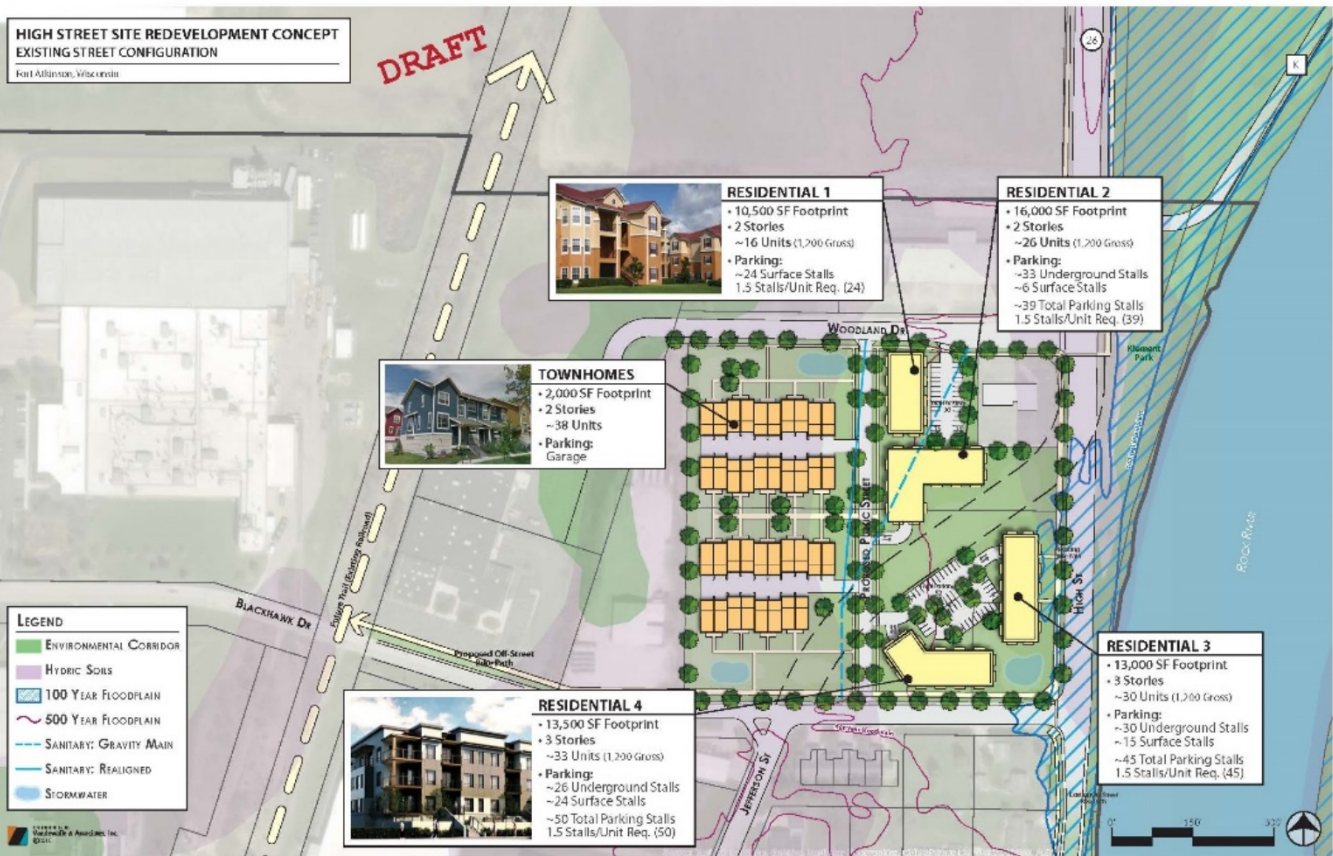 HIGH STREET SITE REDEVELOPMENT CONCEPT
EXISTING STREET CONFIGURATION
Fort Atkinson, Wisconsin
DRAFT
26
K
RESIDENTIAL 1
• 10,500 SF Footprint
• 2 Stories
~16 Units (1,200 Gross)
• Parking:
~24 Surface Stalls
1.5 Stalls/Unit Req. (24)
RESIDENTIAL 2
• 16,000 SF Footprint
• 2 Stories
~26 Units (1,200 Gross)
• Parking:
~33 Underground Stalls
~6 Surface Stalls
~39 Total Parking Stalls
1.5 Stalls/Unit Req. (39)
WOODLAND DR
Klement
Park
TOWNHOMES
• 2,000 SF Footprint
• 2 Stories
~38 Units
• Parking:
Garage
PROPOSED PUBLIC STREET
ROCK RIVER
HIGH ST
Future Trail (Existing Railroad)
BLACKHAWK DR
Proposed Off-Street
Bike Path
LEGEND
ENVIRONMENTAL CORRIDOR
HYDRIC SOILS
100 YEAR FLOODPLAIN
500 YEAR FLOODPLAIN
SANITARY: GRAVITY MAIN
SANITARY: REALIGNED
STORMWATER
RESIDENTIAL 3
• 13,000 SF Footprint
• 3 Stories
~30 Units (1,200 Gross)
• Parking:
~30 Underground Stalls
~15 Surface Stalls
~45 Total Parking Stalls
1.5 Stalls/Unit Req. (45)
RESIDENTIAL 4
• 13,500 SF Footprint
• 3 Stories
~33 Units (1,200 Gross)
• Parking:
~26 Underground Stalls
~24 Surface Stalls
~50 Total Parking Stalls
1.5 Stalls/Unit Req. (50)
JEFFERSON ST
Vandewalle & Associates, Inc.
0'
150'